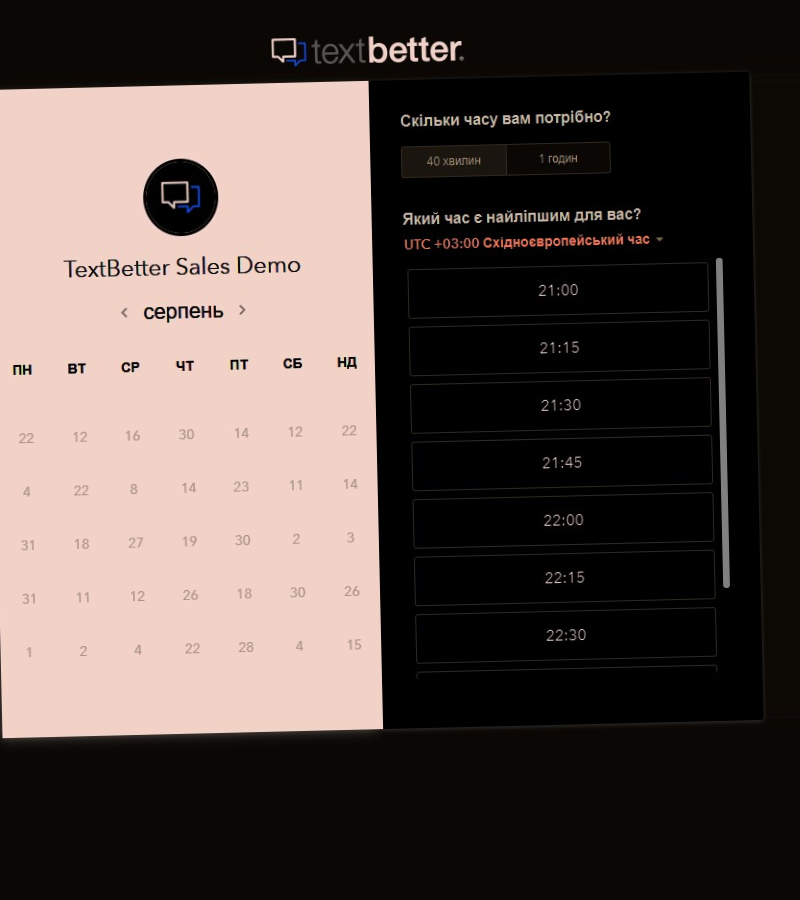 textbetter
TextBetter Sales Demo
серпень
ПН ВТ СР ЧТ ПТ СБ НД
22 12 16 30 14 12 22
4 22 8 14 23 11 14
31 18 27 19 30 2 3
31 11 12 26 18 30 26
1 2 4 22 28 4 15
Скільки часу вам потрібно?
40 хвилин 1 годин
Який час є найліпшим для вас?
UTC +03:00 Східноєвропейський час
21:00
21:15
21:30
21:45
22:00
22:15
22:30